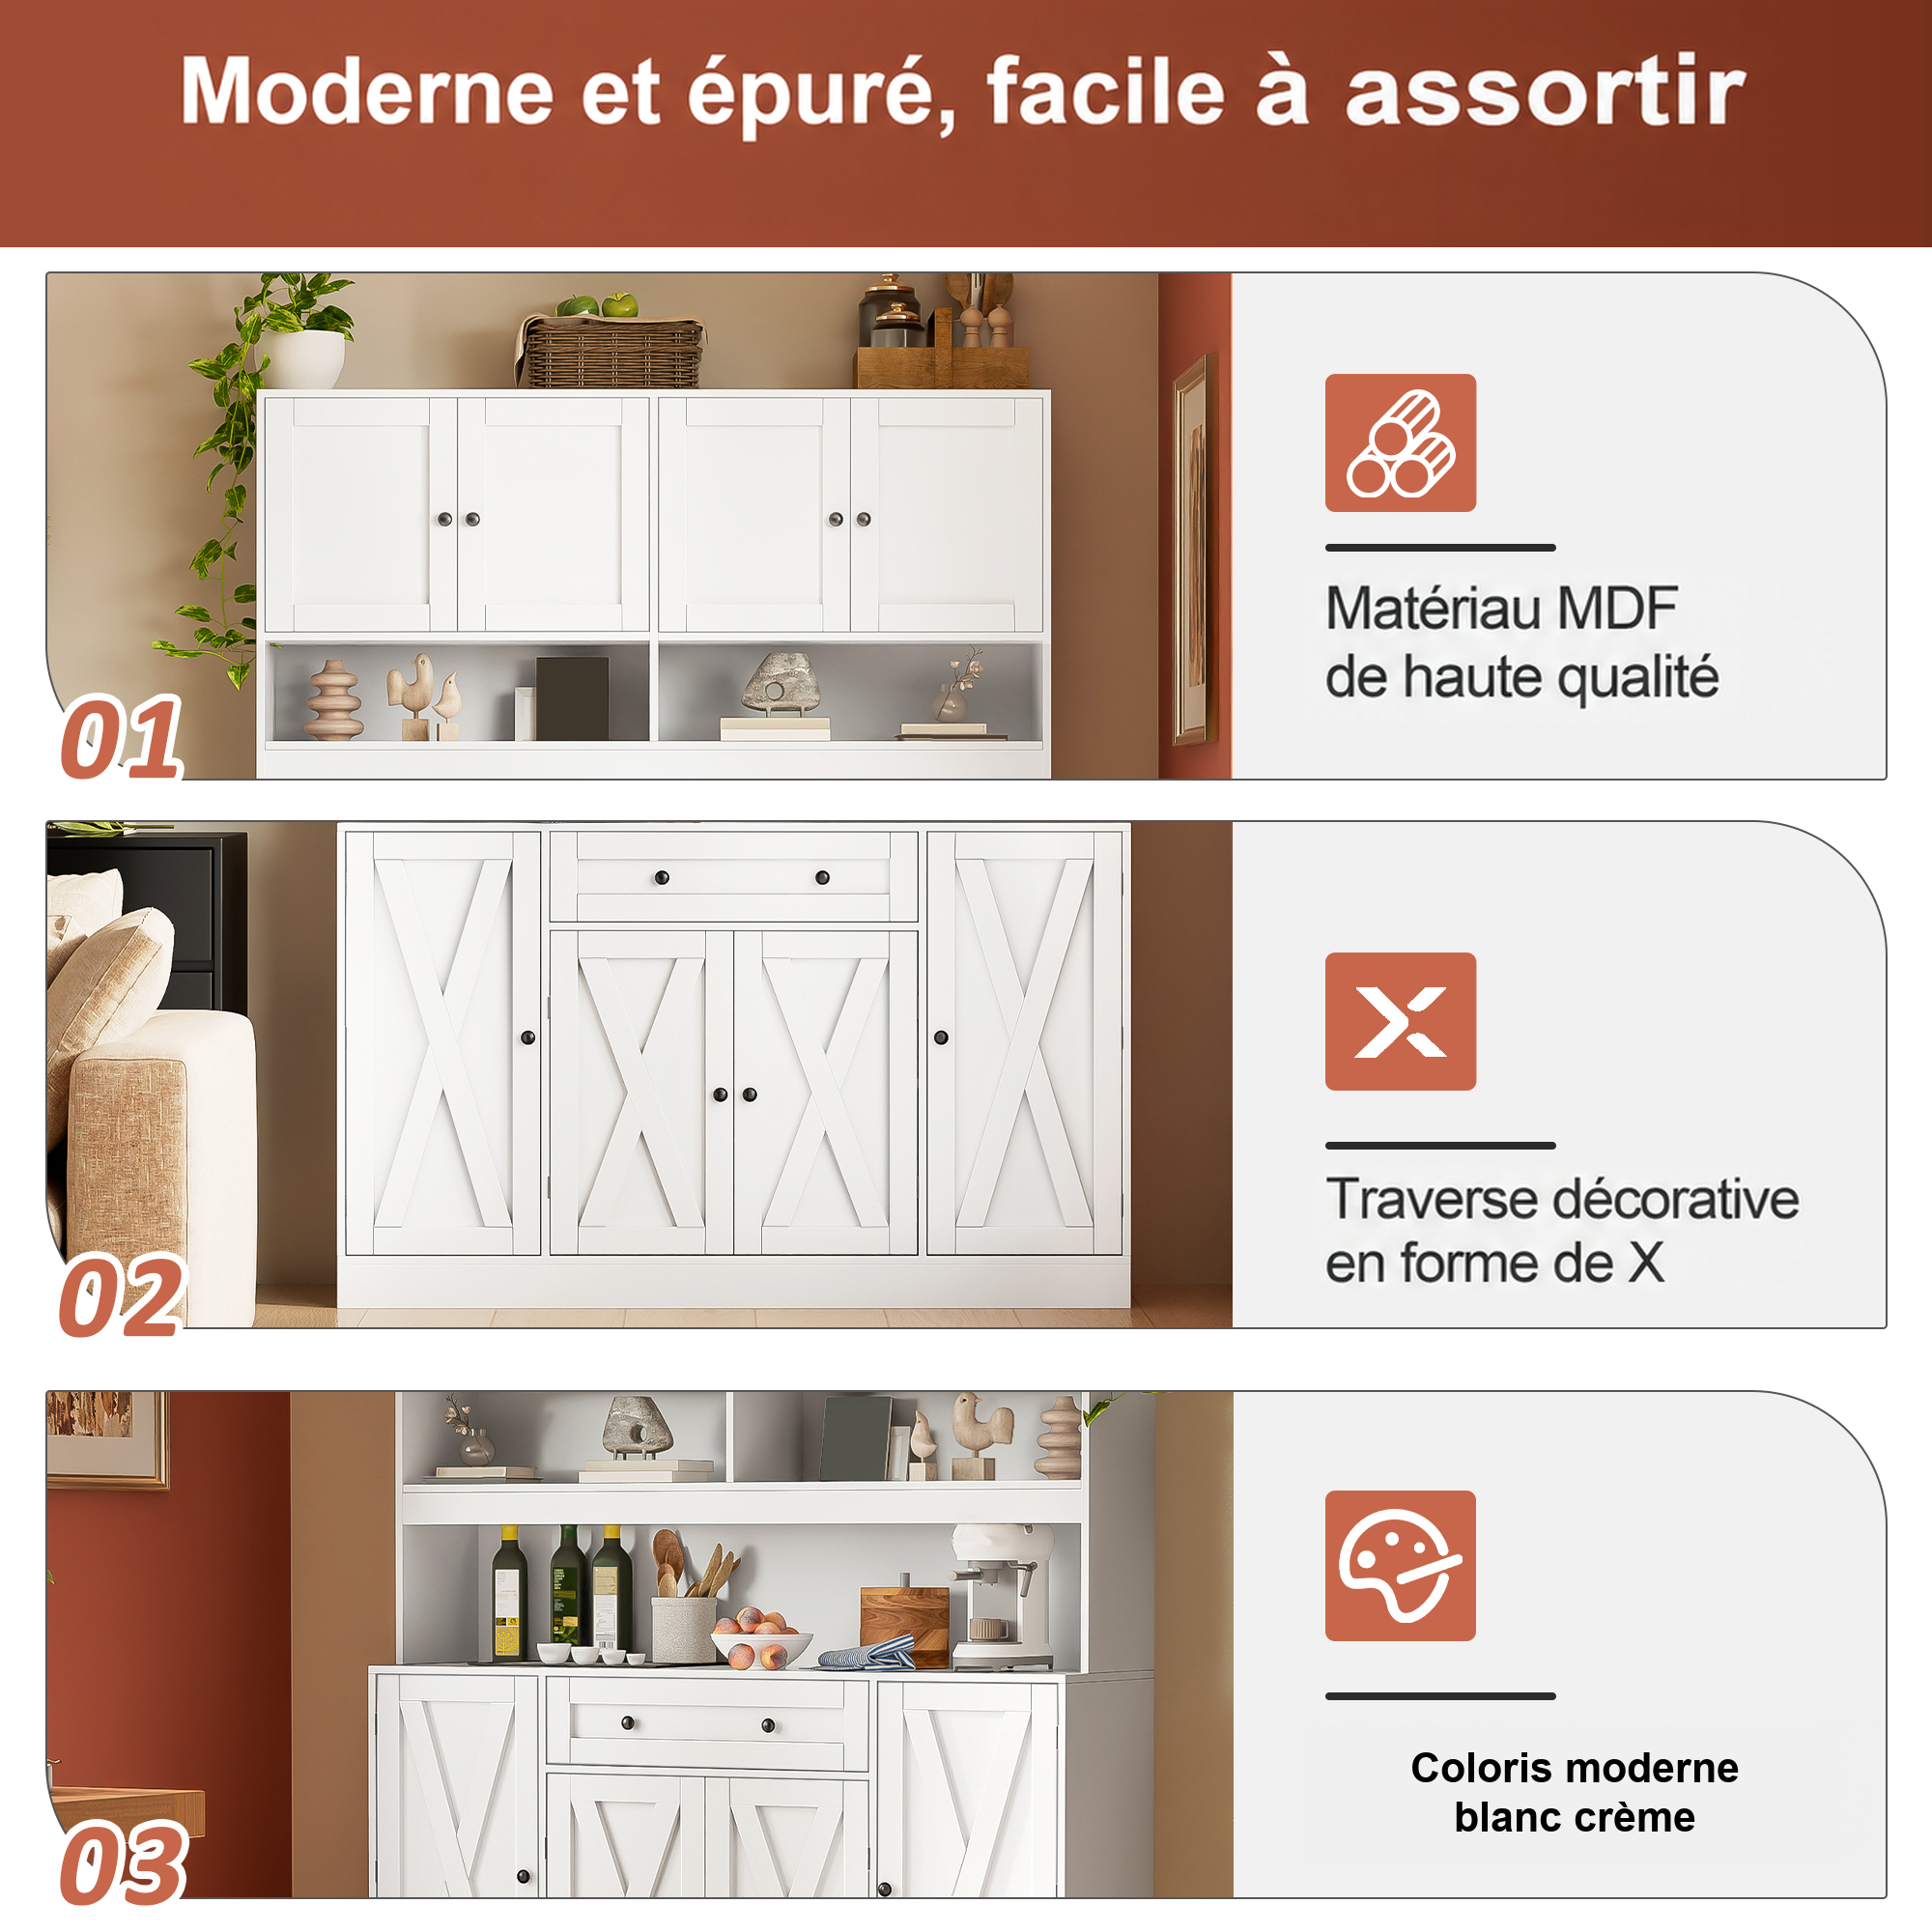 Moderne et épuré, facile à assortir
Matériau MDF
de haute qualité
01
Traverse décorative
en forme de X
02
Coloris moderne
blanc crème
03